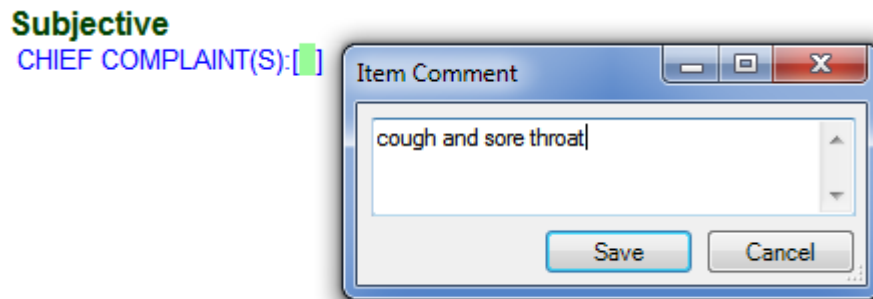 Subjective
CHIEF COMPLAINT(S):[ ]
Item Comment
cough and sore throat
Save Cancel